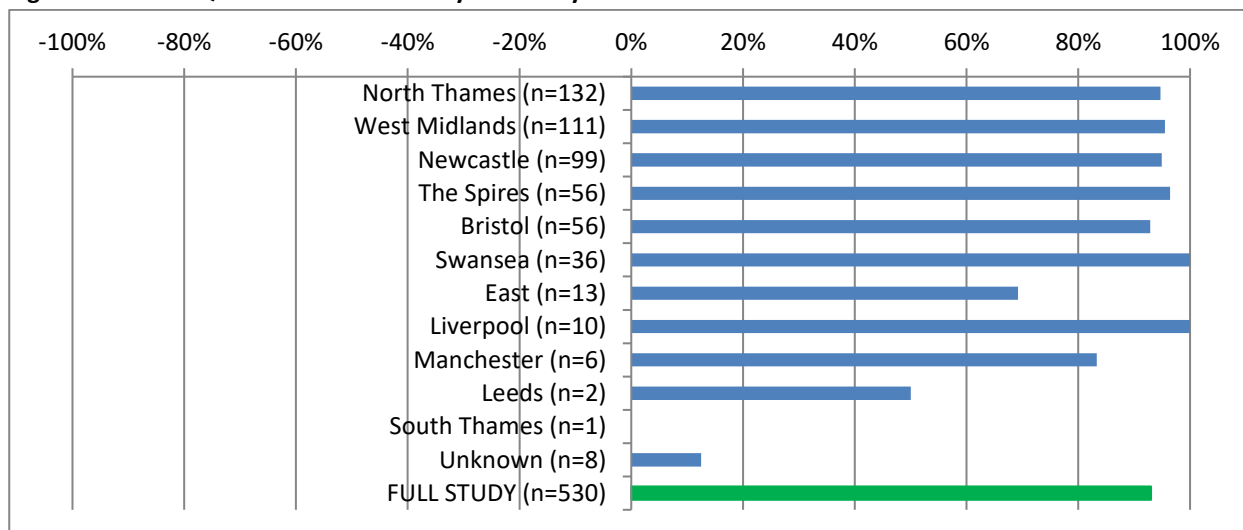 -100% -80% -60% -40% -20% 0% 20% 40% 60% 80% 100%
North Thames (n=132)
West Midlands (n=111)
Newcastle (n=99)
The Spires (n=56)
Bristol (n=56)
Swansea (n=36)
East (n=13)
Liverpool (n=10)
Manchester (n=6)
Leeds (n=2)
South Thames (n=1)
Unknown (n=8)
FULL STUDY (n=530)